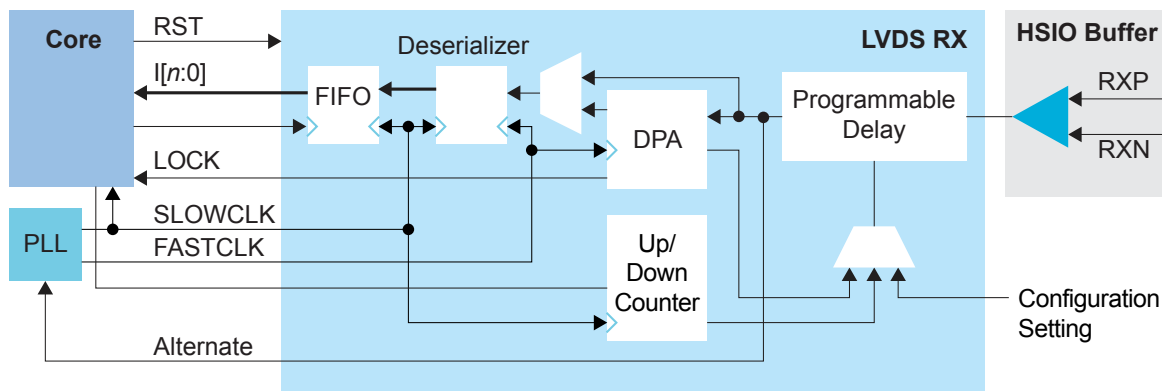 Core
RST
I[n:0]
LOCK
SLOWCLK
FASTCLK
Alternate
PLL
Deserializer
FIFO
DPA
Up/
Down
Counter
LVDS RX
Programmable
Delay
HSIO Buffer
RXP
RXN
Configuration
Setting